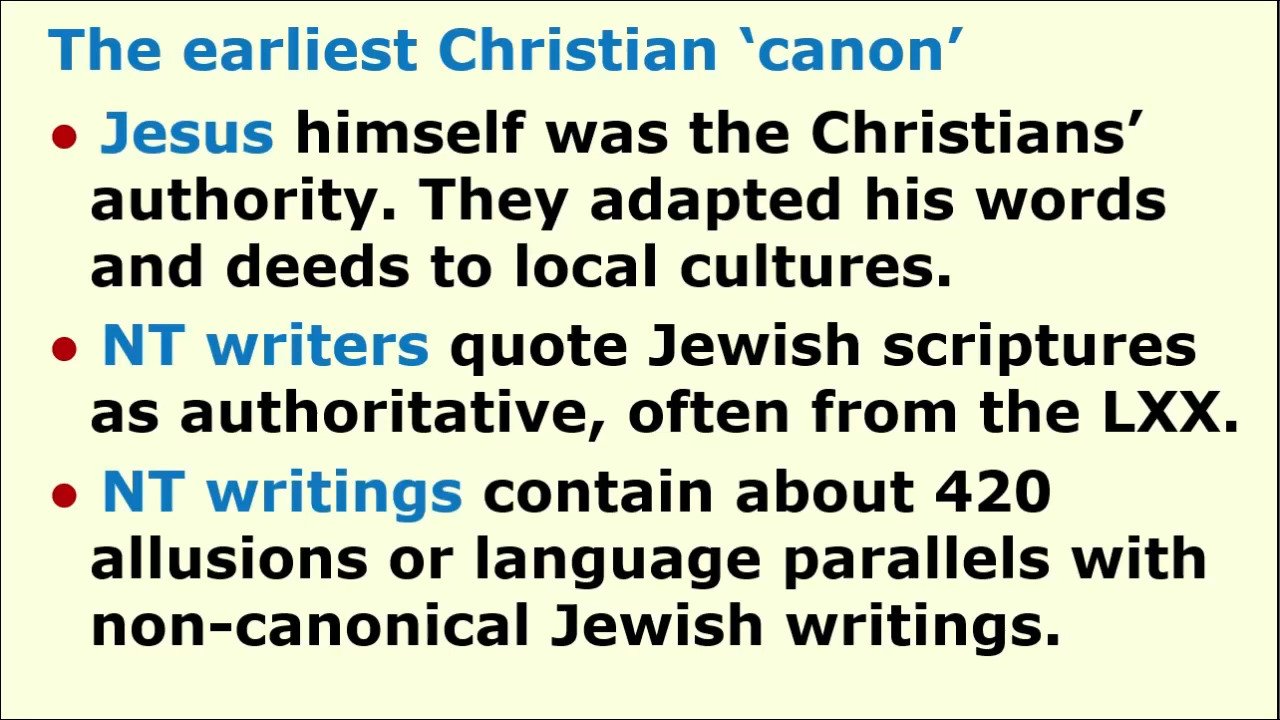 The earliest Christian ‘canon’
● Jesus himself was the Christians’
authority. They adapted his words
and deeds to local cultures.
● NT writers quote Jewish scriptures
as authoritative, often from the LXX.
● NT writings contain about 420
allusions or language parallels with
non-canonical Jewish writings.